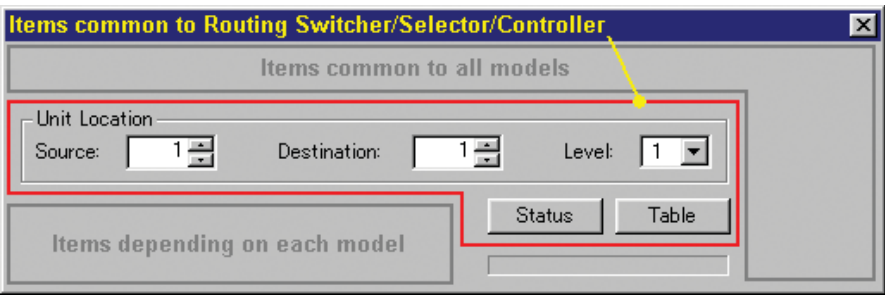 Items common to Routing Switcher/Selector/Controller
Items common to all models
Unit Location
Source: 1 Destination: 1 Level: 1
Status Table
Items depending on each model